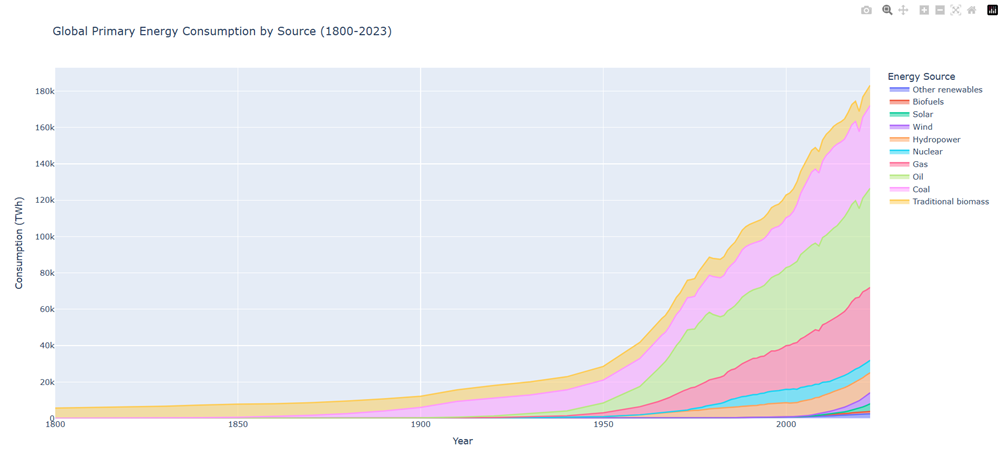 Global Primary Energy Consumption by Source (1800-2023)
Energy Source
Other renewables
Biofuels
Solar
Wind
Hydropower
Nuclear
Gas
Oil
Coal
Traditional biomass
Consumption (TWh)
180k
160k
140k
120k
100k
80k
60k
40k
20k
0
1800
1850
1900
1950
2000
Year